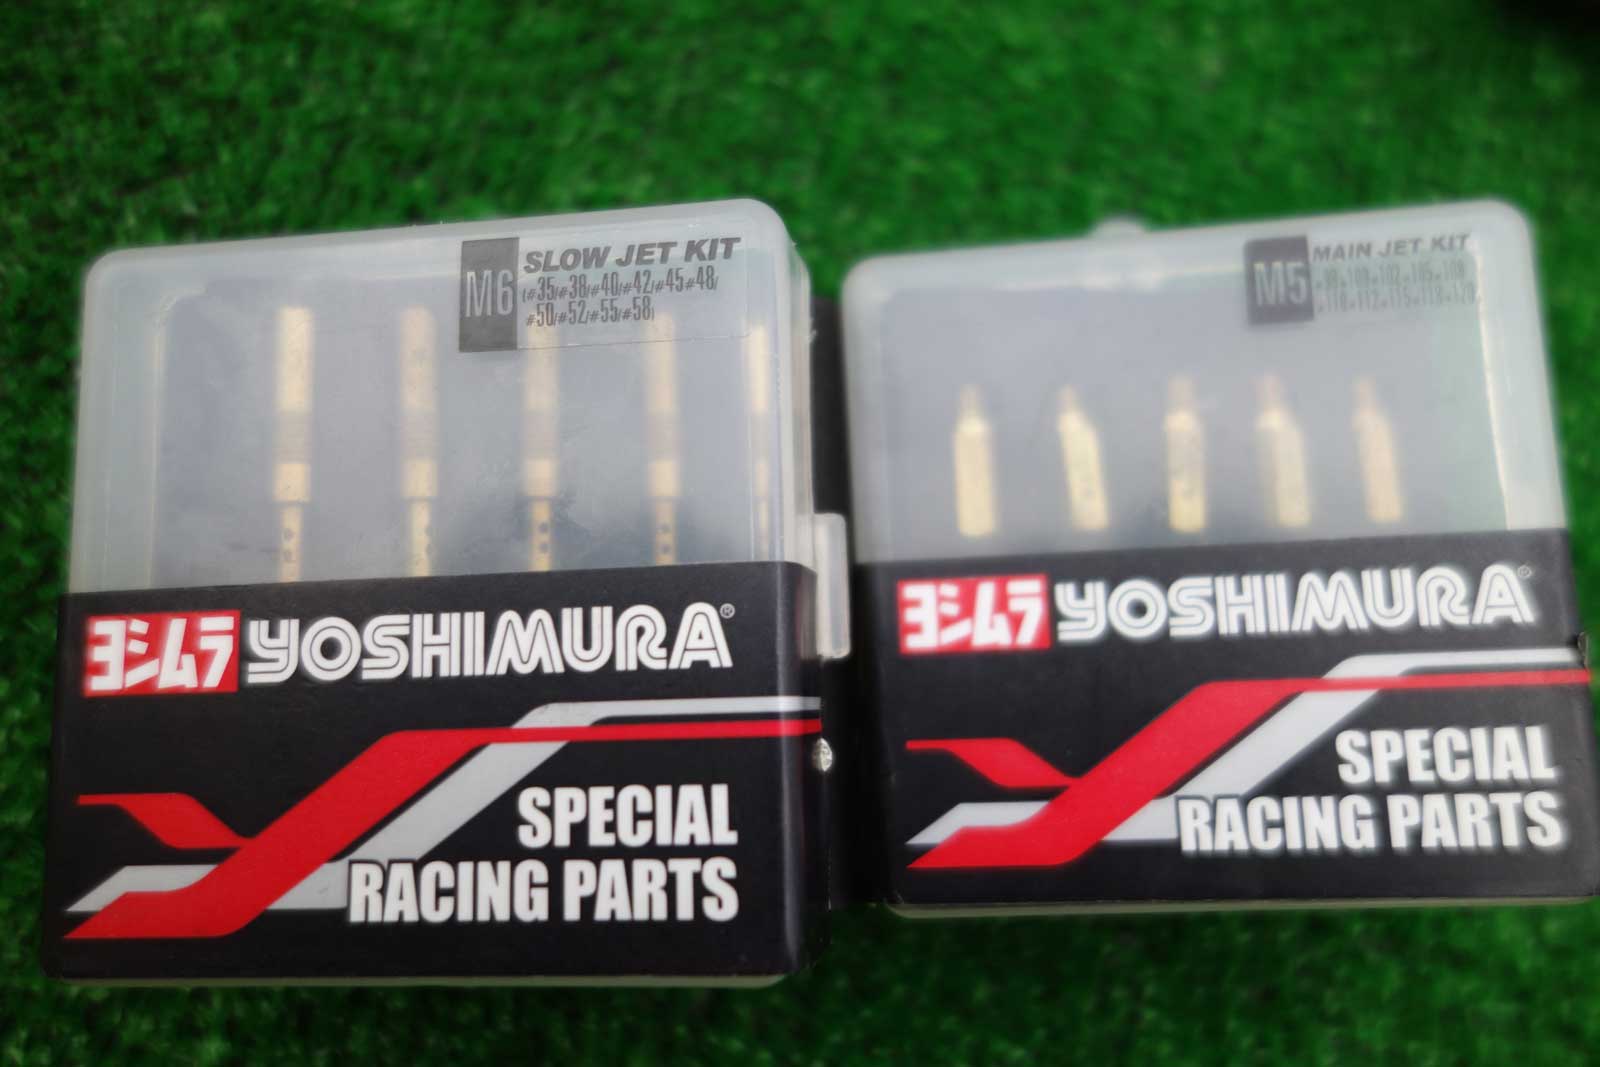 M6
SLOW JET KIT
(#35/#38/#40/#42/#45#48/
#50/#52/#55/#58)
ヨシムラ YOSHIMURA®
SPECIAL
RACING PARTS
M5
MAIN JET KIT
ヨシムラ YOSHIMURA®
SPECIAL
RACING PARTS